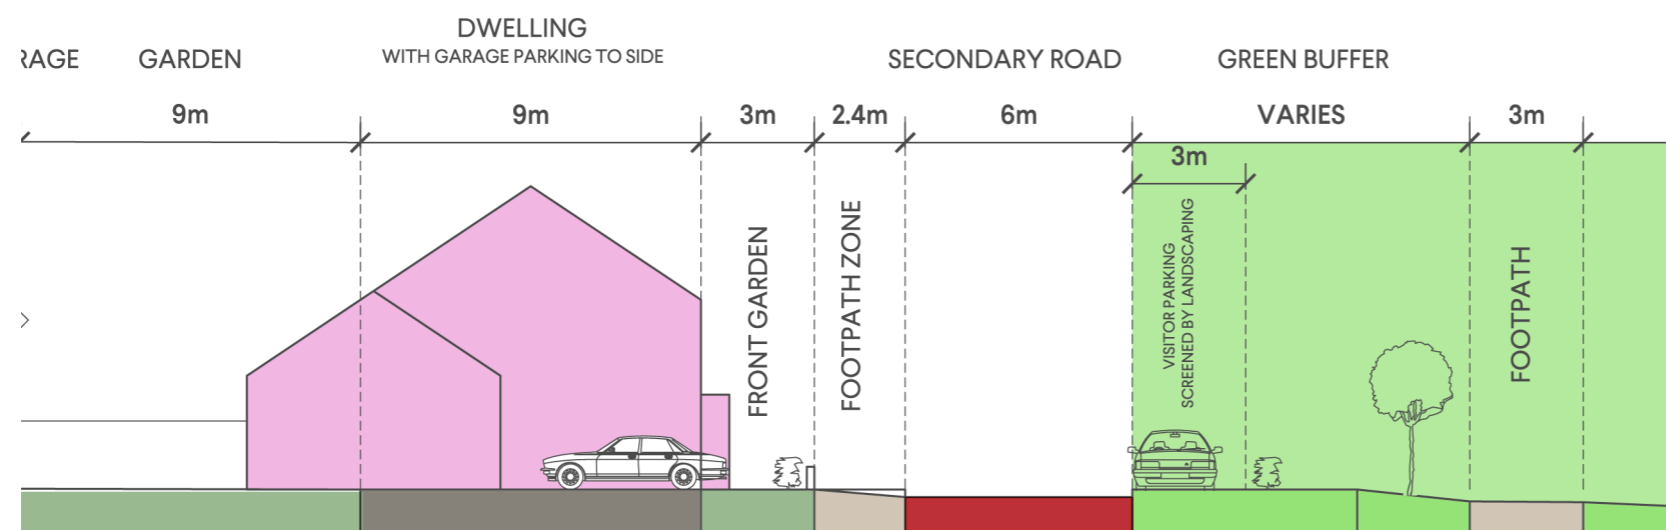 RAGE
GARDEN
DWELLING
WITH GARAGE PARKING TO SIDE
SECONDARY ROAD
GREEN BUFFER
9m
9m
3m
2.4m
6m
VARIES
3m
3m
FRONT GARDEN
FOOTPATH ZONE
VISITOR PARKING
SCREENED BY LANDSCAPING
FOOTPATH